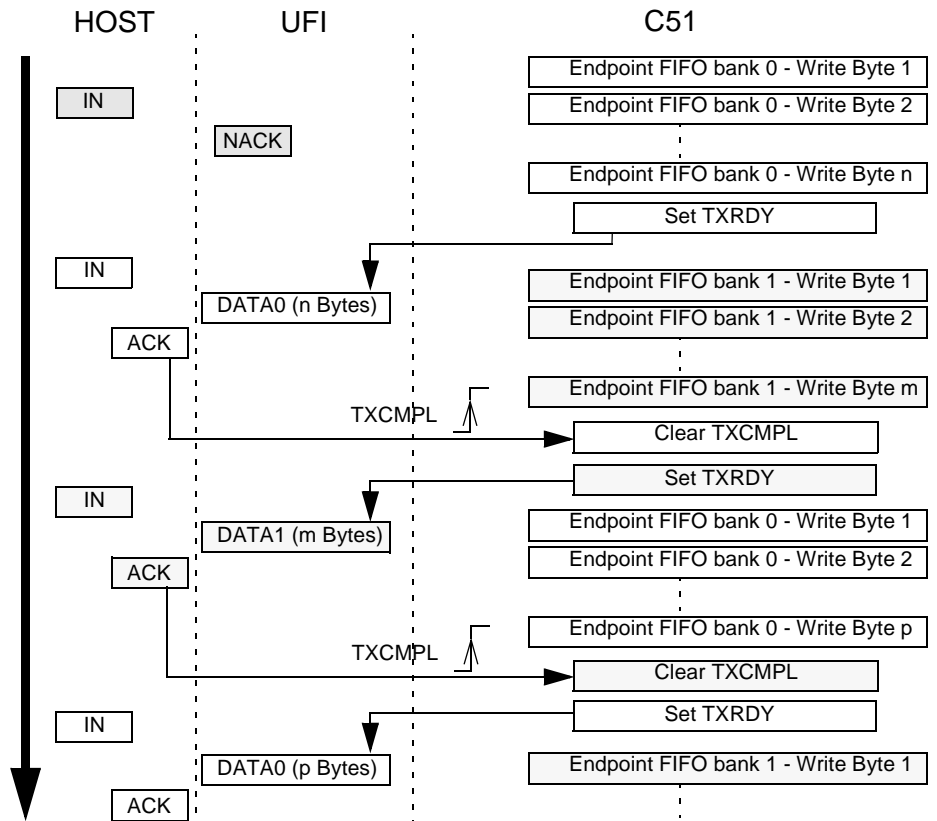 HOST UFI C51
Endpoint FIFO bank 0 - Write Byte 1
IN
Endpoint FIFO bank 0 - Write Byte 2
NACK
Endpoint FIFO bank 0 - Write Byte n
Set TXRDY
IN
Endpoint FIFO bank 1 - Write Byte 1
DATA0 (n Bytes)
Endpoint FIFO bank 1 - Write Byte 2
ACK
Endpoint FIFO bank 1 - Write Byte m
TXCMPL
Clear TXCMPL
Set TXRDY
IN
Endpoint FIFO bank 0 - Write Byte 1
DATA1 (m Bytes)
Endpoint FIFO bank 0 - Write Byte 2
ACK
Endpoint FIFO bank 0 - Write Byte p
TXCMPL
Clear TXCMPL
Set TXRDY
IN
DATA0 (p Bytes)
Endpoint FIFO bank 1 - Write Byte 1
ACK